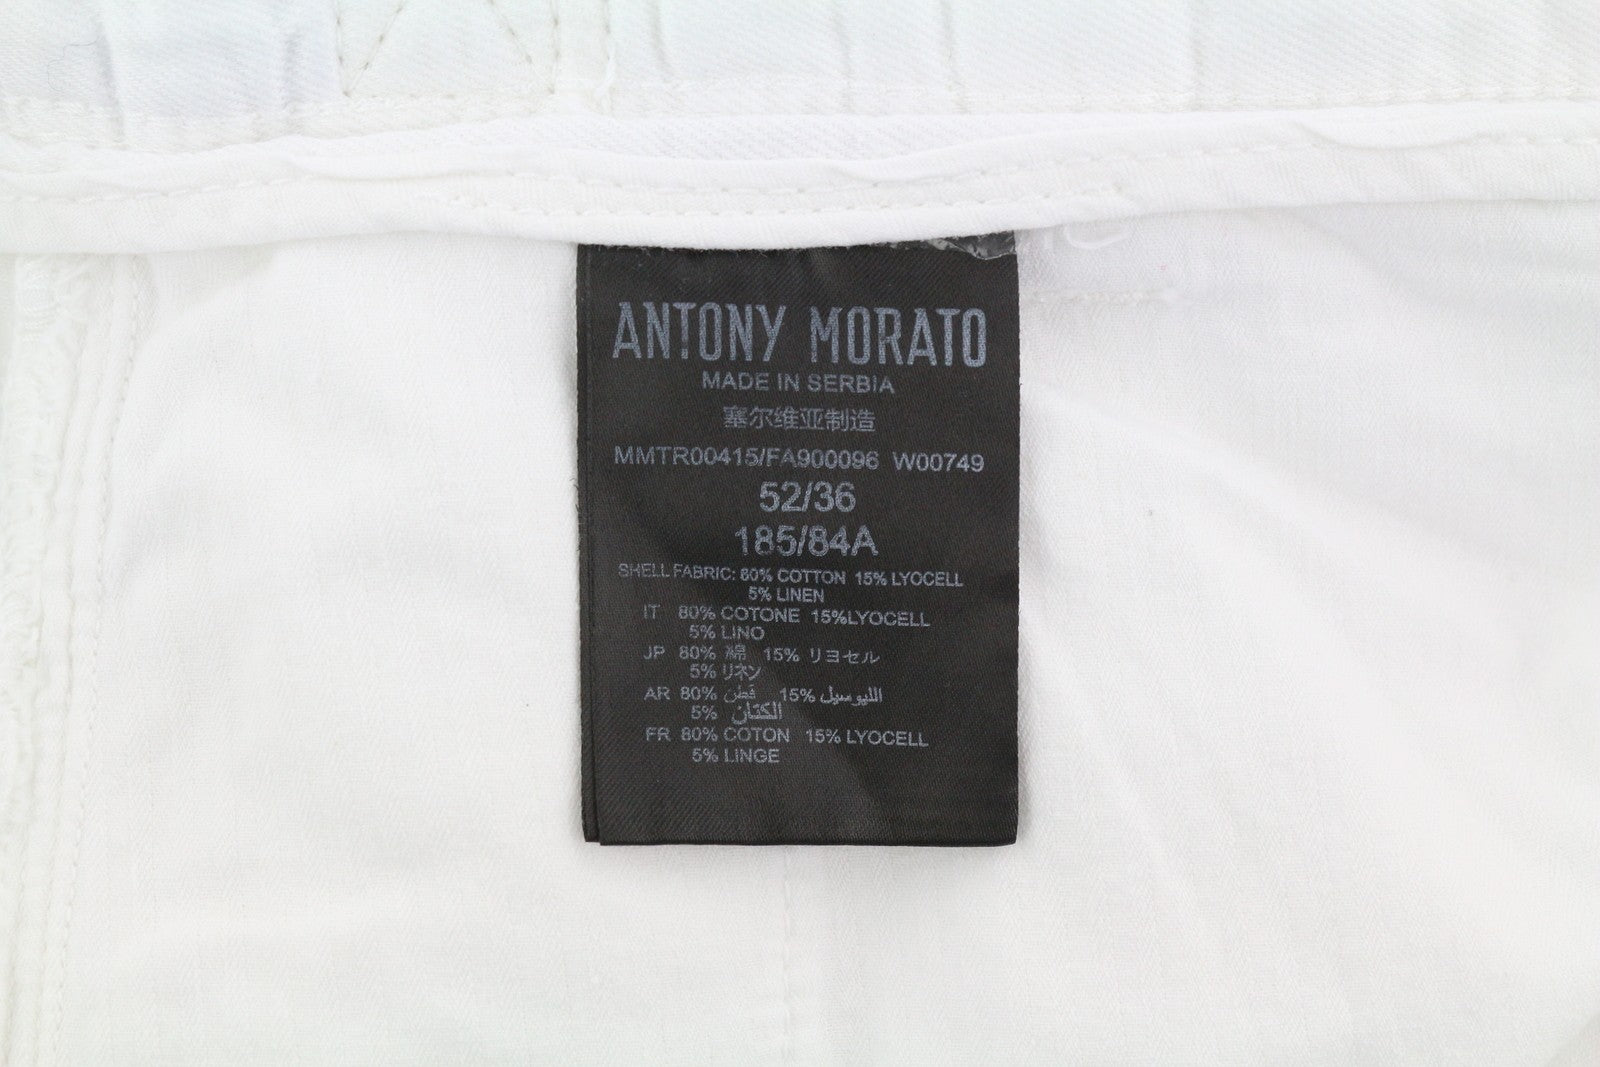 ANTONY MORATO
MADE IN SERBIA
塞尔维亚制造
MMTR00415/FA900096 W00749
52/36
185/84A
SHELL FABRIC: 80% COTTON 15% LYOCELL
5% LINEN
IT 80% COTONE 15%LYOCELL
5% LINO
JP 80% 綿 15% リヨセル
5% リネン
AR 80% قطن 15% الليوسيل
5% الكتان
FR 80% COTON 15% LYOCELL
5% LINGE